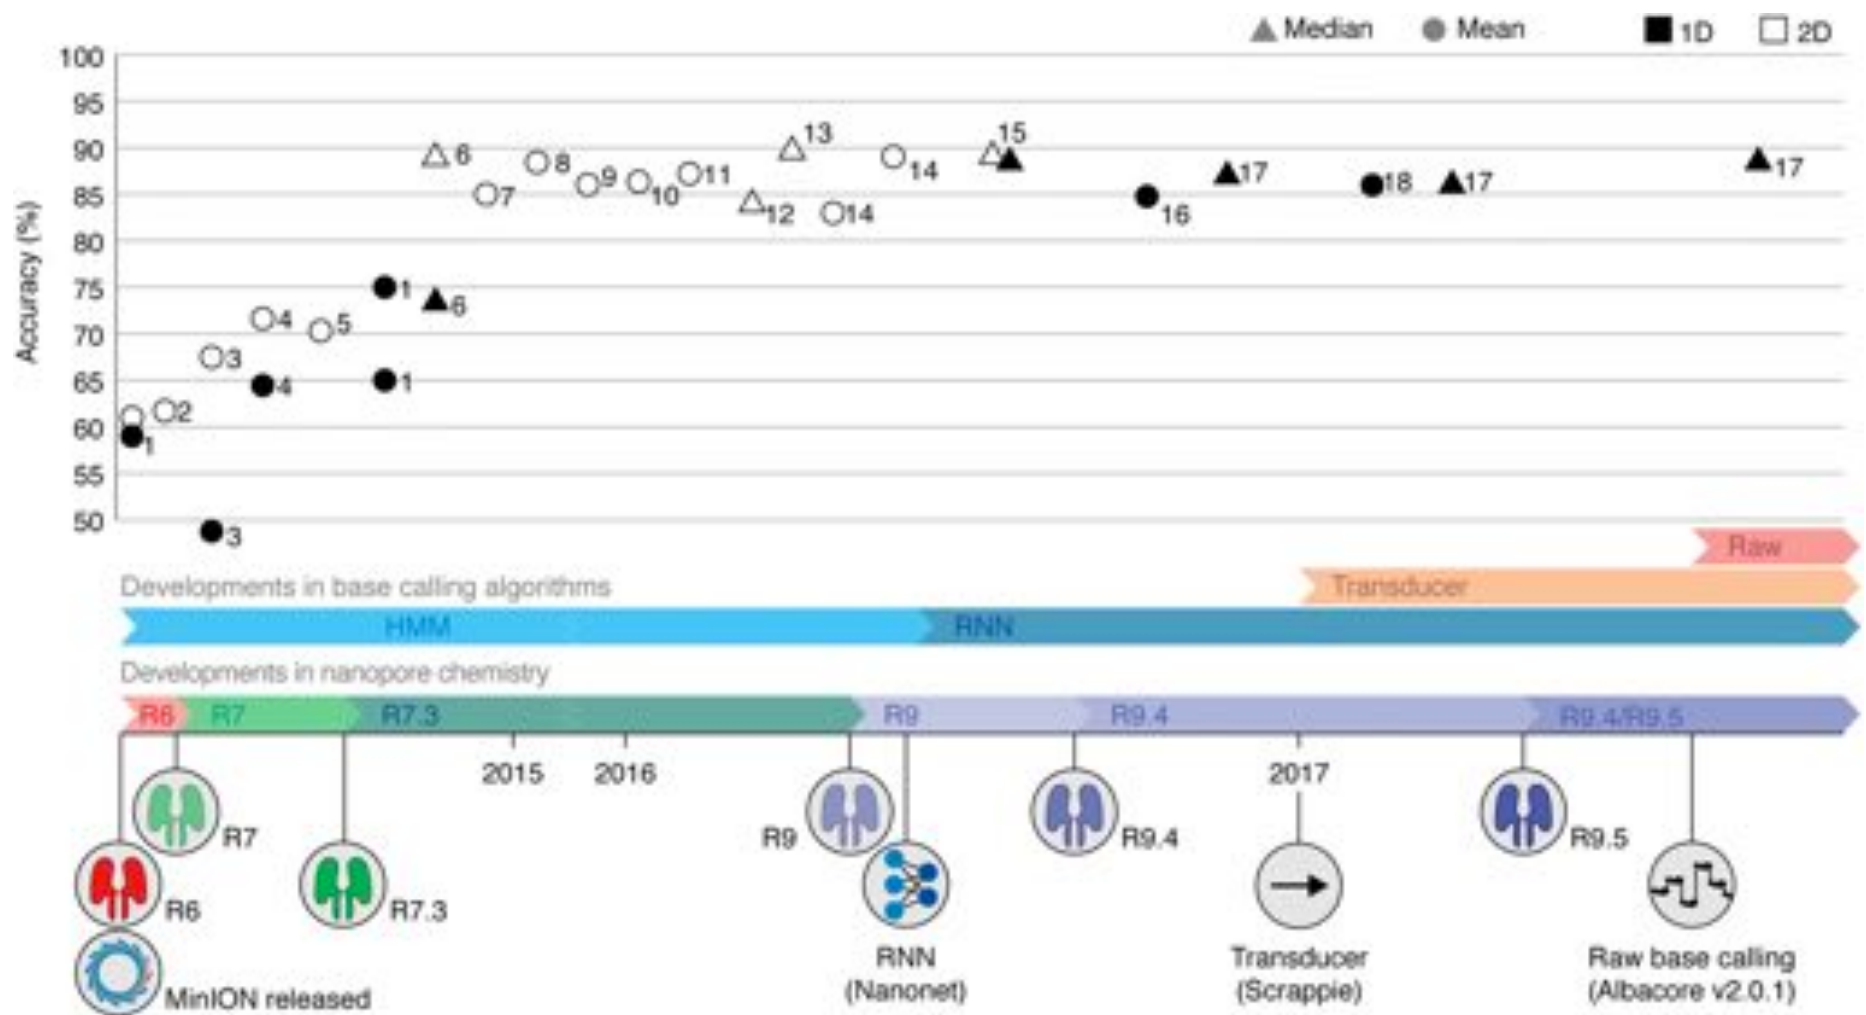 Median Mean 1D 2D
100
95
90
85
80
75
70
65
60
55
50
Accuracy (%)
1
2
3
3
4
4
5
1
1
6
6
7
8
9
10
11
12
13
14
14
15
16
17
18
17
17
Raw
Developments in base calling algorithms
Transducer
HMM RNN
Developments in nanopore chemistry
R6 R7 R7.3 R9 R9.4 R9.4/R9.5
2015 2016 2017
R7 R9 R9.4 R9.5
R6 R7.3
RNN
(Nanonet)
Transducer
(Scrappie)
Raw base calling
(Albacore v2.0.1)
MinION released